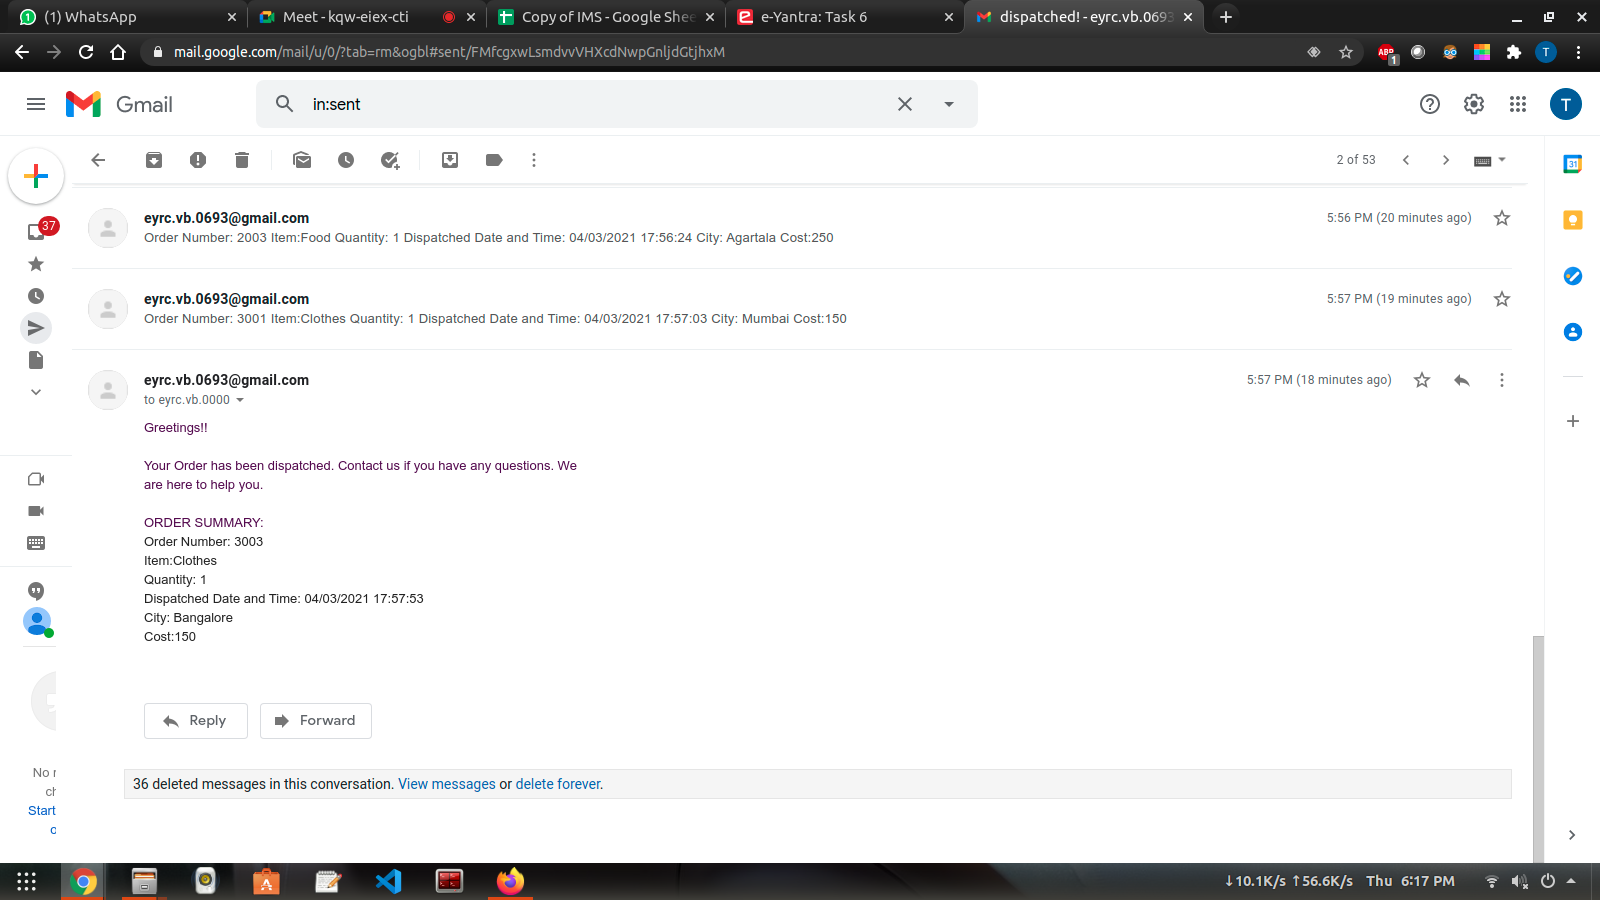 (1) WhatsApp
Meet - kqw-eiex-cti
Copy of IMS - Google Shee
e-Yantra: Task 6
dispatched! - eyrc.vb.0693
mail.google.com/mail/u/0/?tab=rm&ogbl#sent/FMfcgxwLsmdvvVHXcdNwpGnljdGtjhxM
ABP
1
T
Gmail
in:sent
T
2 of 53
31
37
eyrc.vb.0693@gmail.com
5:56 PM (20 minutes ago)
Order Number: 2003 Item:Food Quantity: 1 Dispatched Date and Time: 04/03/2021 17:56:24 City: Agartala Cost:250
eyrc.vb.0693@gmail.com
5:57 PM (19 minutes ago)
Order Number: 3001 Item:Clothes Quantity: 1 Dispatched Date and Time: 04/03/2021 17:57:03 City: Mumbai Cost:150
eyrc.vb.0693@gmail.com
5:57 PM (18 minutes ago)
to eyrc.vb.0000
Greetings!!
Your Order has been dispatched. Contact us if you have any questions. We
are here to help you.
ORDER SUMMARY:
Order Number: 3003
Item:Clothes
Quantity: 1
Dispatched Date and Time: 04/03/2021 17:57:53
City: Bangalore
Cost:150
Reply
Forward
36 deleted messages in this conversation. View messages or delete forever.
No r
ch
Start
o
↓10.1K/s ↑56.6K/s
Thu 6:17 PM